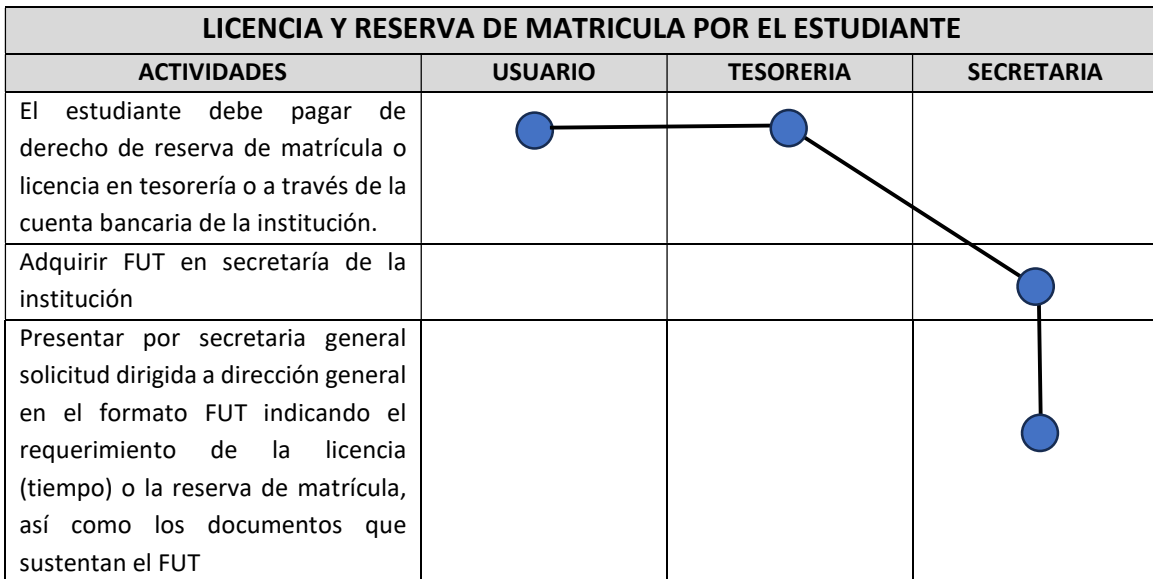 LICENCIA Y RESERVA DE MATRICULA POR EL ESTUDIANTE
ACTIVIDADES USUARIO TESORERIA SECRETARIA
El estudiante debe pagar de
derecho de reserva de matrícula o
licencia en tesorería o a través de la
cuenta bancaria de la institución.
Adquirir FUT en secretaría de la
institución
Presentar por secretaria general
solicitud dirigida a dirección general
en el formato FUT indicando el
requerimiento de la licencia
(tiempo) o la reserva de matrícula,
así como los documentos que
sustentan el FUT